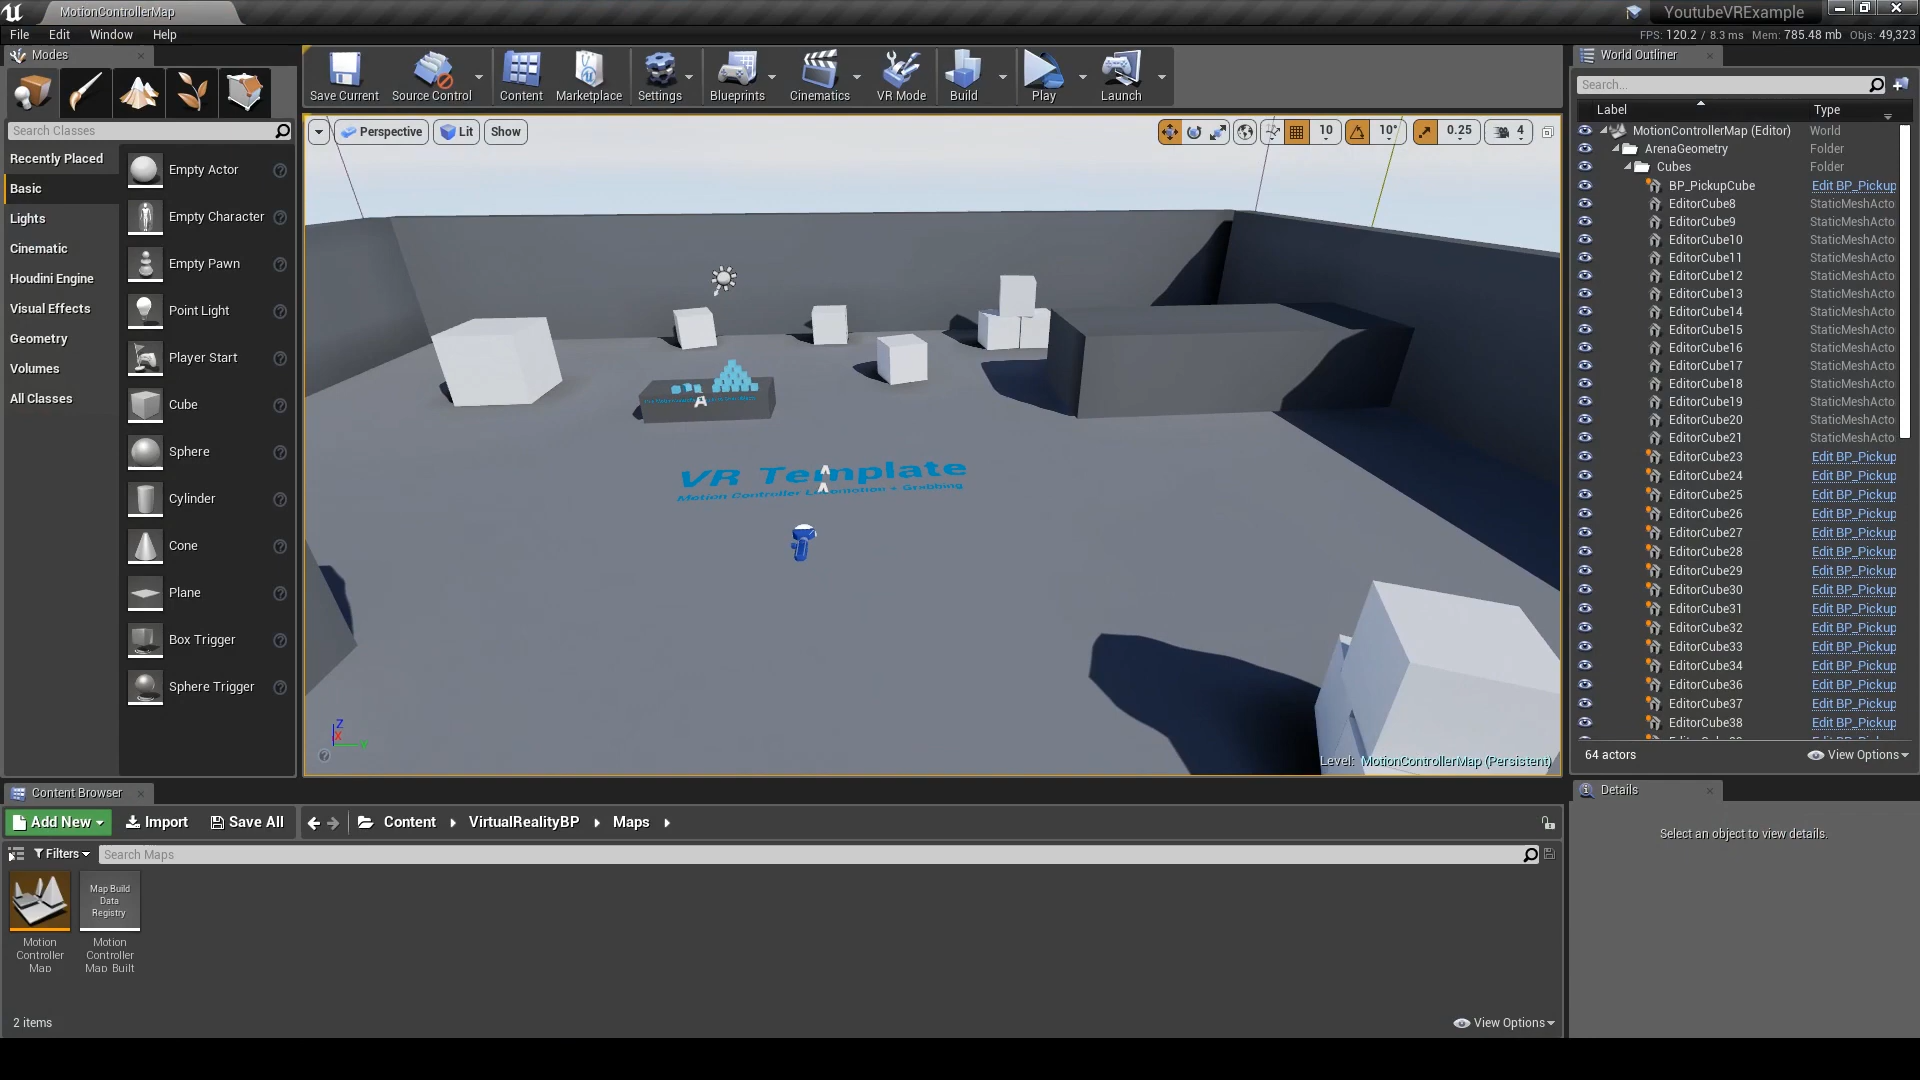 MotionControllerMap
YoutubeVRExample
File Edit Window Help
FPS: 120.2 / 8.3 ms Mem: 785.48 mb Objs: 49,323
Modes
Search Classes
Recently Placed
Basic
Lights
Cinematic
Houdini Engine
Visual Effects
Geometry
Volumes
All Classes
Empty Actor
Empty Character
Empty Pawn
Point Light
Player Start
Cube
Sphere
Cylinder
Cone
Plane
Box Trigger
Sphere Trigger
Save Current
Source Control
Content
Marketplace
Settings
Blueprints
Cinematics
VR Mode
Build
Play
Launch
Perspective
Lit
Show
10
10°
0.25
4
VR Template
Motion Controller Locomotion + Grabbing
Z
X
Level: MotionControllerMap (Persistent)
World Outliner
Search...
Label Type
MotionControllerMap (Editor) World
ArenaGeometry Folder
Cubes Folder
BP_PickupCube Edit BP_Pickup
EditorCube8 StaticMeshActo
EditorCube9 StaticMeshActo
EditorCube10 StaticMeshActo
EditorCube11 StaticMeshActo
EditorCube12 StaticMeshActo
EditorCube13 StaticMeshActo
EditorCube14 StaticMeshActo
EditorCube15 StaticMeshActo
EditorCube16 StaticMeshActo
EditorCube17 StaticMeshActo
EditorCube18 StaticMeshActo
EditorCube19 StaticMeshActo
EditorCube20 StaticMeshActo
EditorCube21 StaticMeshActo
EditorCube23 Edit BP_Pickup
EditorCube24 Edit BP_Pickup
EditorCube25 Edit BP_Pickup
EditorCube26 Edit BP_Pickup
EditorCube27 Edit BP_Pickup
EditorCube28 Edit BP_Pickup
EditorCube29 Edit BP_Pickup
EditorCube30 Edit BP_Pickup
EditorCube31 Edit BP_Pickup
EditorCube32 Edit BP_Pickup
EditorCube33 Edit BP_Pickup
EditorCube34 Edit BP_Pickup
EditorCube36 Edit BP_Pickup
EditorCube37 Edit BP_Pickup
EditorCube38 Edit BP_Pickup
64 actors
View Options
Details
Select an object to view details.
Content Browser
Add New
Import
Save All
Content
VirtualRealityBP
Maps
Filters
Search Maps
Map Build
Data
Registry
Motion
Controller
Map
Motion
Controller
Map_Built
2 items
View Options